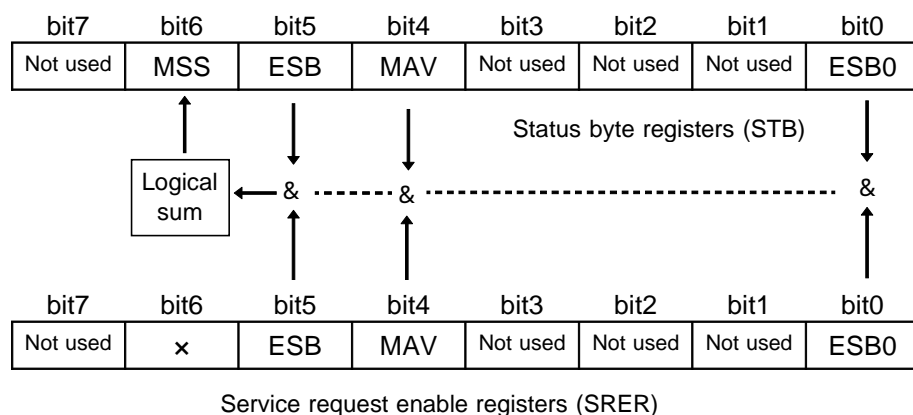 bit7 bit6 bit5 bit4 bit3 bit2 bit1 bit0
Not used MSS ESB MAV Not used Not used Not used ESB0
Status byte registers (STB)
Logical
sum
& & &
bit7 bit6 bit5 bit4 bit3 bit2 bit1 bit0
Not used × ESB MAV Not used Not used Not used ESB0
Service request enable registers (SRER)